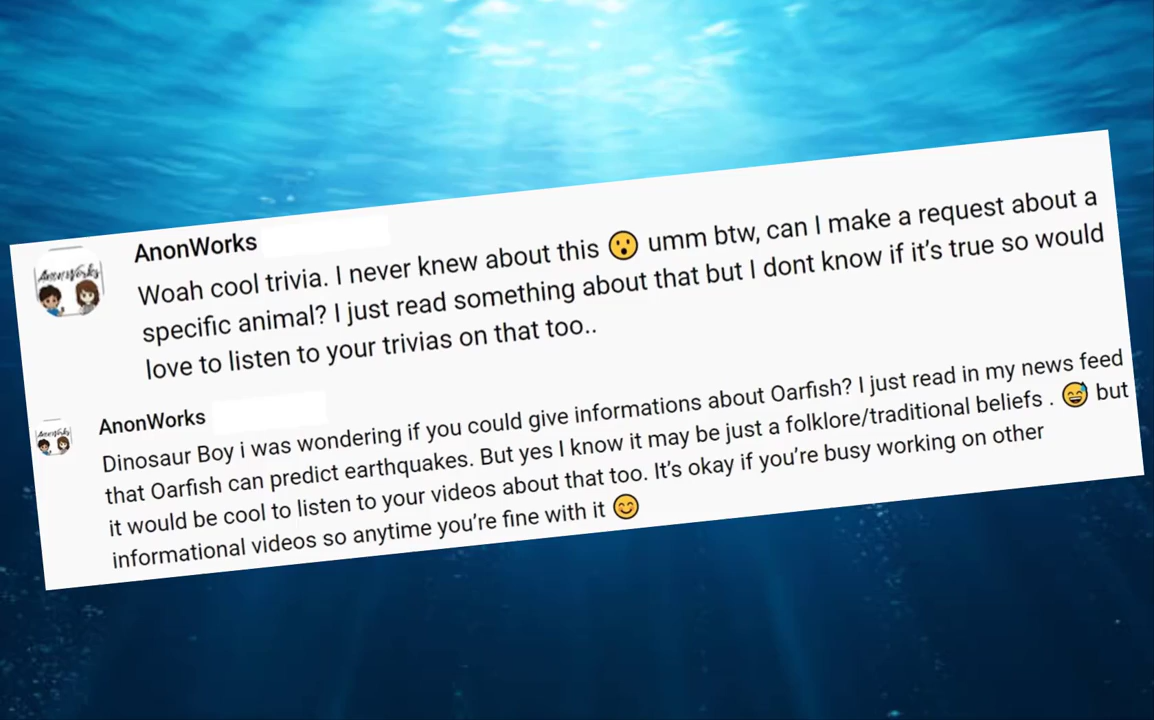 AnonWorks
Woah cool trivia. I never knew about this 😮 umm btw, can I make a request about a
specific animal? I just read something about that but I dont know if it's true so would
love to listen to your trivias on that too..
AnonWorks
Dinosaur Boy i was wondering if you could give informations about Oarfish? I just read in my news feed
that Oarfish can predict earthquakes. But yes I know it may be just a folklore/traditional beliefs . 😅 but
it would be cool to listen to your videos about that too. It's okay if you're busy working on other
informational videos so anytime you're fine with it 😊
AnonWorks
AnonWorks